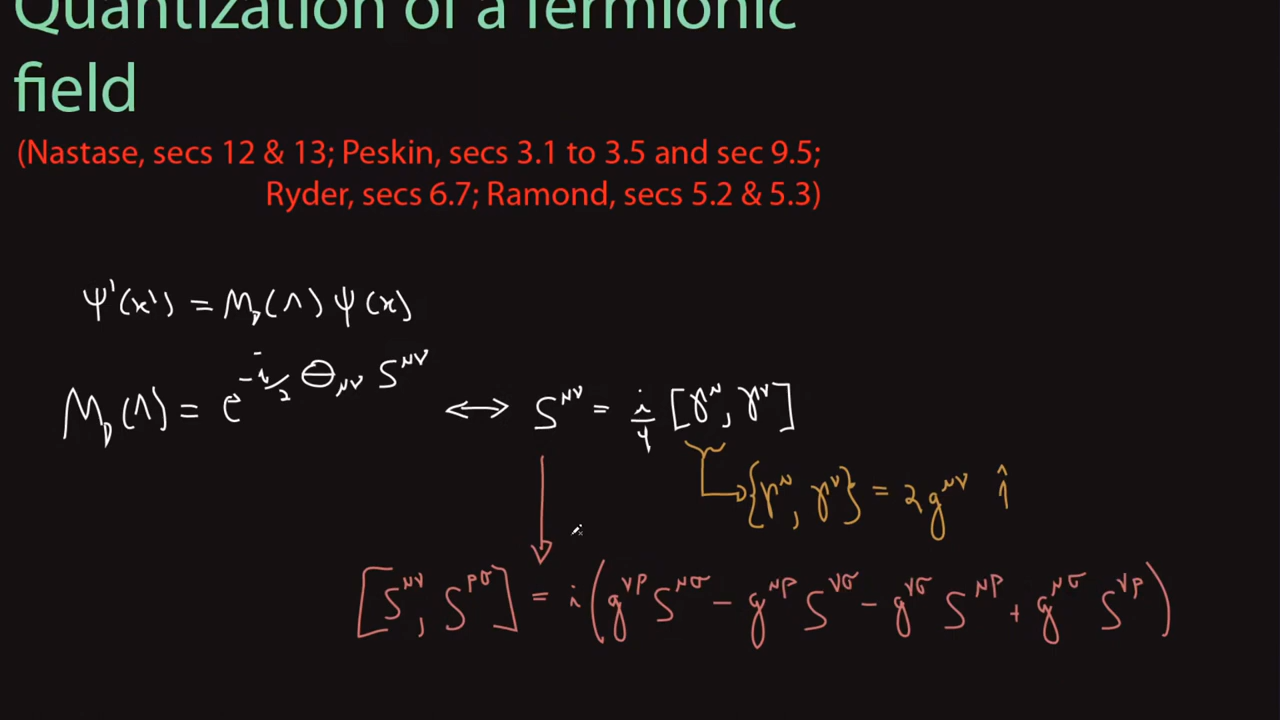 Quantization of a fermionic
field
(Nastase, secs 12 & 13; Peskin, secs 3.1 to 3.5 and sec 9.5;
Ryder, secs 6.7; Ramond, secs 5.2 & 5.3)
ψ'(x') = M_D(Λ) ψ(x)
M_D(Λ) = e^{-i/2 Θ_{μν} S^{μν}} ↔ S^{μν} = i/4 [γ^μ, γ^ν]
{γ^μ, γ^ν} = 2g^{μν} 1̂
[S^{μν}, S^{ρσ}] = i(g^{νρ} S^{μσ} - g^{μρ} S^{νσ} - g^{νσ} S^{μρ} + g^{μσ} S^{νρ})